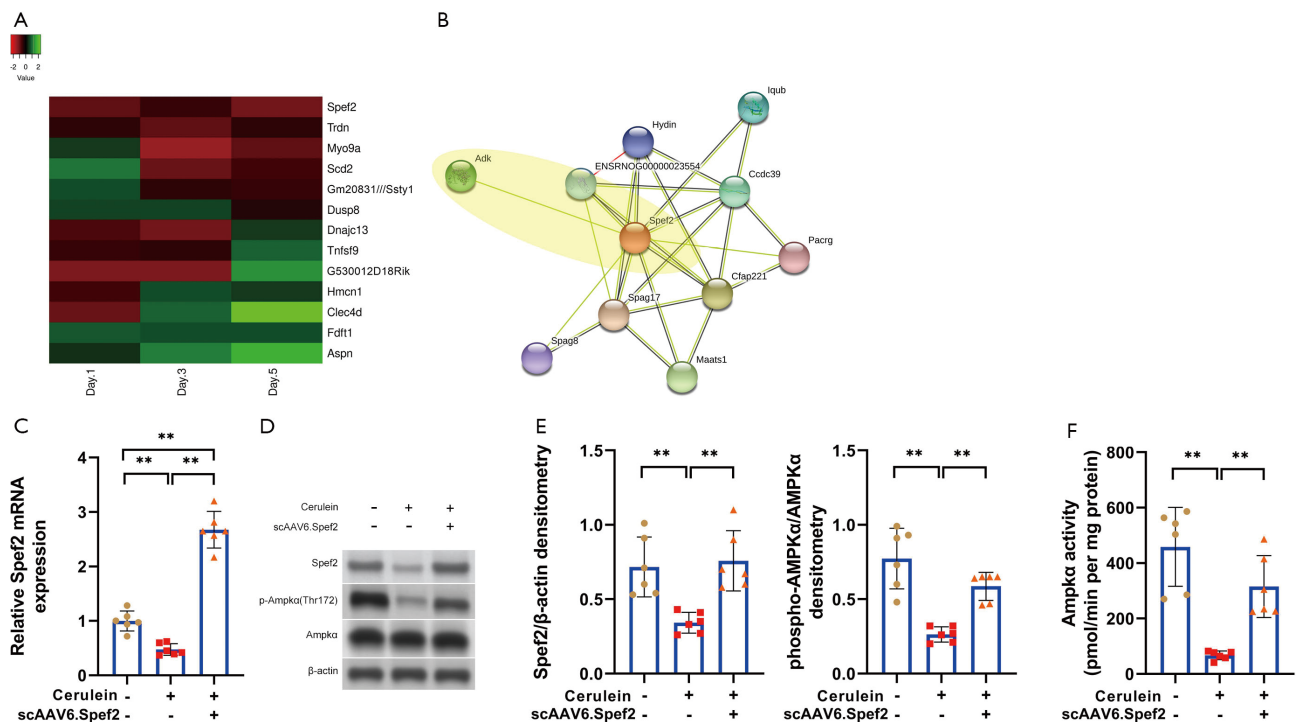 A
-2 0 2
Value
Spef2
Trdn
Myo9a
Scd2
Gm20831///Ssty1
Dusp8
Dnajc13
Tnfsf9
G530012D18Rik
Hmcn1
Clec4d
Fdft1
Aspn
Day.1 Day.3 Day.5
B
Iqub
Hydin
Adk
ENSRNOG00000023554
Ccdc39
Spef2
Pacrg
Cfap221
Spag17
Spag8
Maats1
C
Relative Spef2 mRNA
expression
4
3
2
1
0
**
** **
Cerulein - + +
scAAV6.Spef2 - - +
D
Cerulein - + +
scAAV6.Spef2 - - +
Spef2
p-Ampkα(Thr172)
Ampkα
β-actin
E
Spef2/β-actin densitometry
1.5
1.0
0.5
0.0
** **
Cerulein - + +
scAAV6.Spef2 - - +
phospho-AMPKα/AMPKα
densitometry
1.5
1.0
0.5
0.0
** **
- + +
- - +
F
Ampkα activity
(pmol/min per mg protein)
800
600
400
200
0
** **
Cerulein - + +
scAAV6.Spef2 - - +